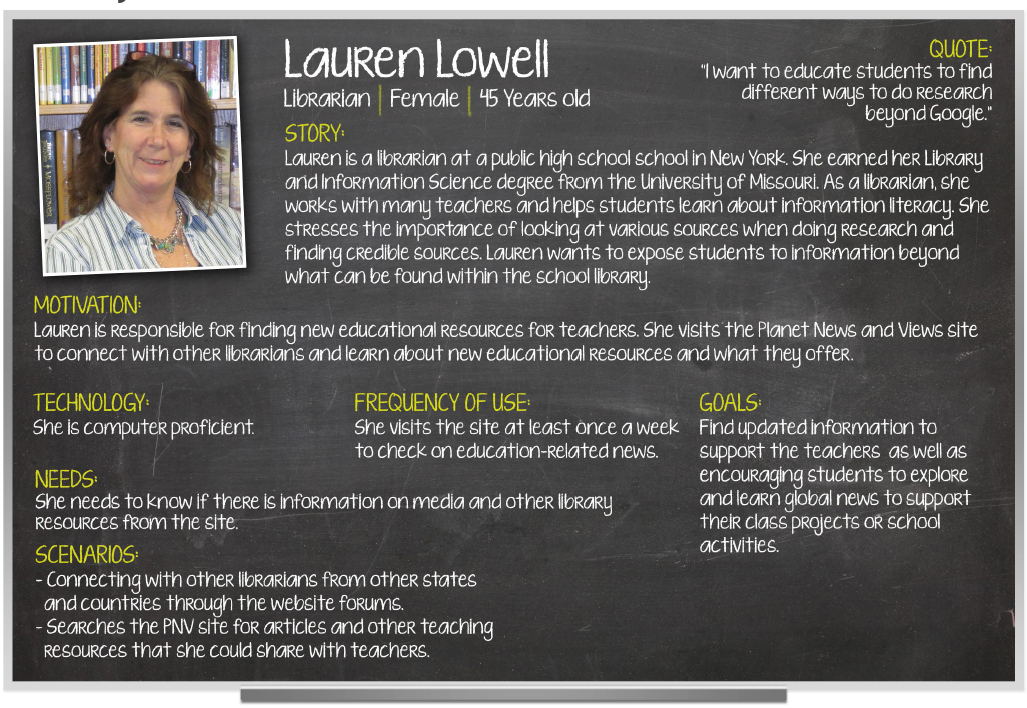 Lauren Lowell
Librarian | Female | 45 Years old
QUOTE:
"I want to educate students to find
different ways to do research
beyond Google."
STORY:
Lauren is a librarian at a public high school school in New York. She earned her Library
and Information Science degree from the University of Missouri. As a librarian, she
works with many teachers and helps students learn about information literacy. She
stresses the importance of looking at various sources when doing research and
finding credible sources. Lauren wants to expose students to information beyond
what can be found within the school library.
MOTIVATION:
Lauren is responsible for finding new educational resources for teachers. She visits the Planet News and Views site
to connect with other librarians and learn about new educational resources and what they offer.
TECHNOLOGY:
She is computer proficient.
FREQUENCY OF USE:
She visits the site at least once a week
to check on education-related news.
GOALS:
Find updated information to
support the teachers as well as
encouraging students to explore
and learn global news to support
their class projects or school
activities.
NEEDS:
She needs to know if there is information on media and other library
resources from the site.
SCENARIOS:
- Connecting with other librarians from other states
and countries through the website forums.
- Searches the PNV site for articles and other teaching
resources that she could share with teachers.